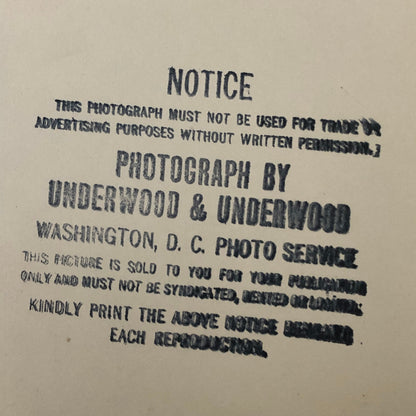 NOTICE
THIS PHOTOGRAPH MUST NOT BE USED FOR TRADE OR
ADVERTISING PURPOSES WITHOUT WRITTEN PERMISSION.
PHOTOGRAPH BY
UNDERWOOD & UNDERWOOD
WASHINGTON, D. C. PHOTO SERVICE
THIS PICTURE IS SOLD TO YOU FOR YOUR PUBLICATION
ONLY AND MUST NOT BE SYNDICATED, RENTED OR LOANED;
KINDLY PRINT THE ABOVE NOTICE BENEATH
EACH REPRODUCTION.